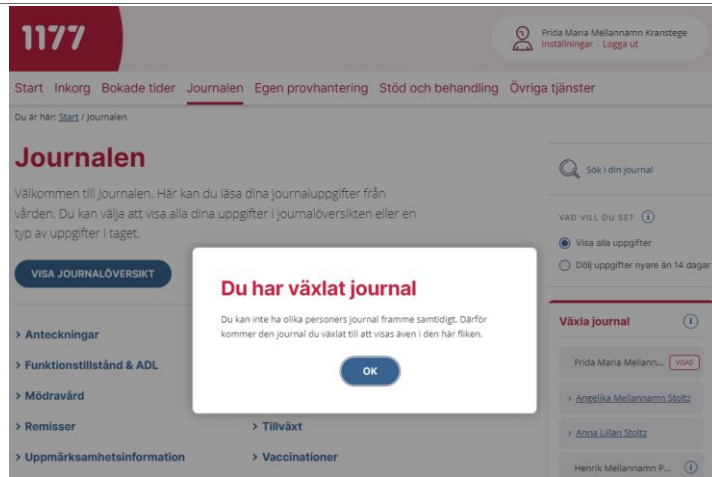 1177
Frida Maria Mellannamn Kranstege
Inställningar Logga ut
Start Inkorg Bokade tider Journalen Egen provhantering Stöd och behandling Övriga tjänster
Du är här: Start / Journalen
Journalen
Välkommen till Journalen. Här kan du läsa dina journaluppgifter från
vården. Du kan välja att visa alla dina uppgifter i journalöversikten eller en
typ av uppgifter i taget.
VISA JOURNALÖVERSIKT
> Anteckningar
> Funktionstillstånd & ADL
> Mödravård
> Remisser
> Tillväxt
> Uppmärksamhetsinformation
> Vaccinationer
Du har växlat journal
Du kan inte ha olika personers journal framme samtidigt. Därför
kommer den journal du växlat till att visas även i den här fliken.
OK
Sök i din journal
VAD VILL DU SE?
Visa alla uppgifter
Dölj uppgifter nyare än 14 dagar
Växla journal
Frida Maria Mellann... VISAS
> Angelika Mellannamn Stoltz
> Anna Lilian Stoltz
Henrik Mellannamn P...